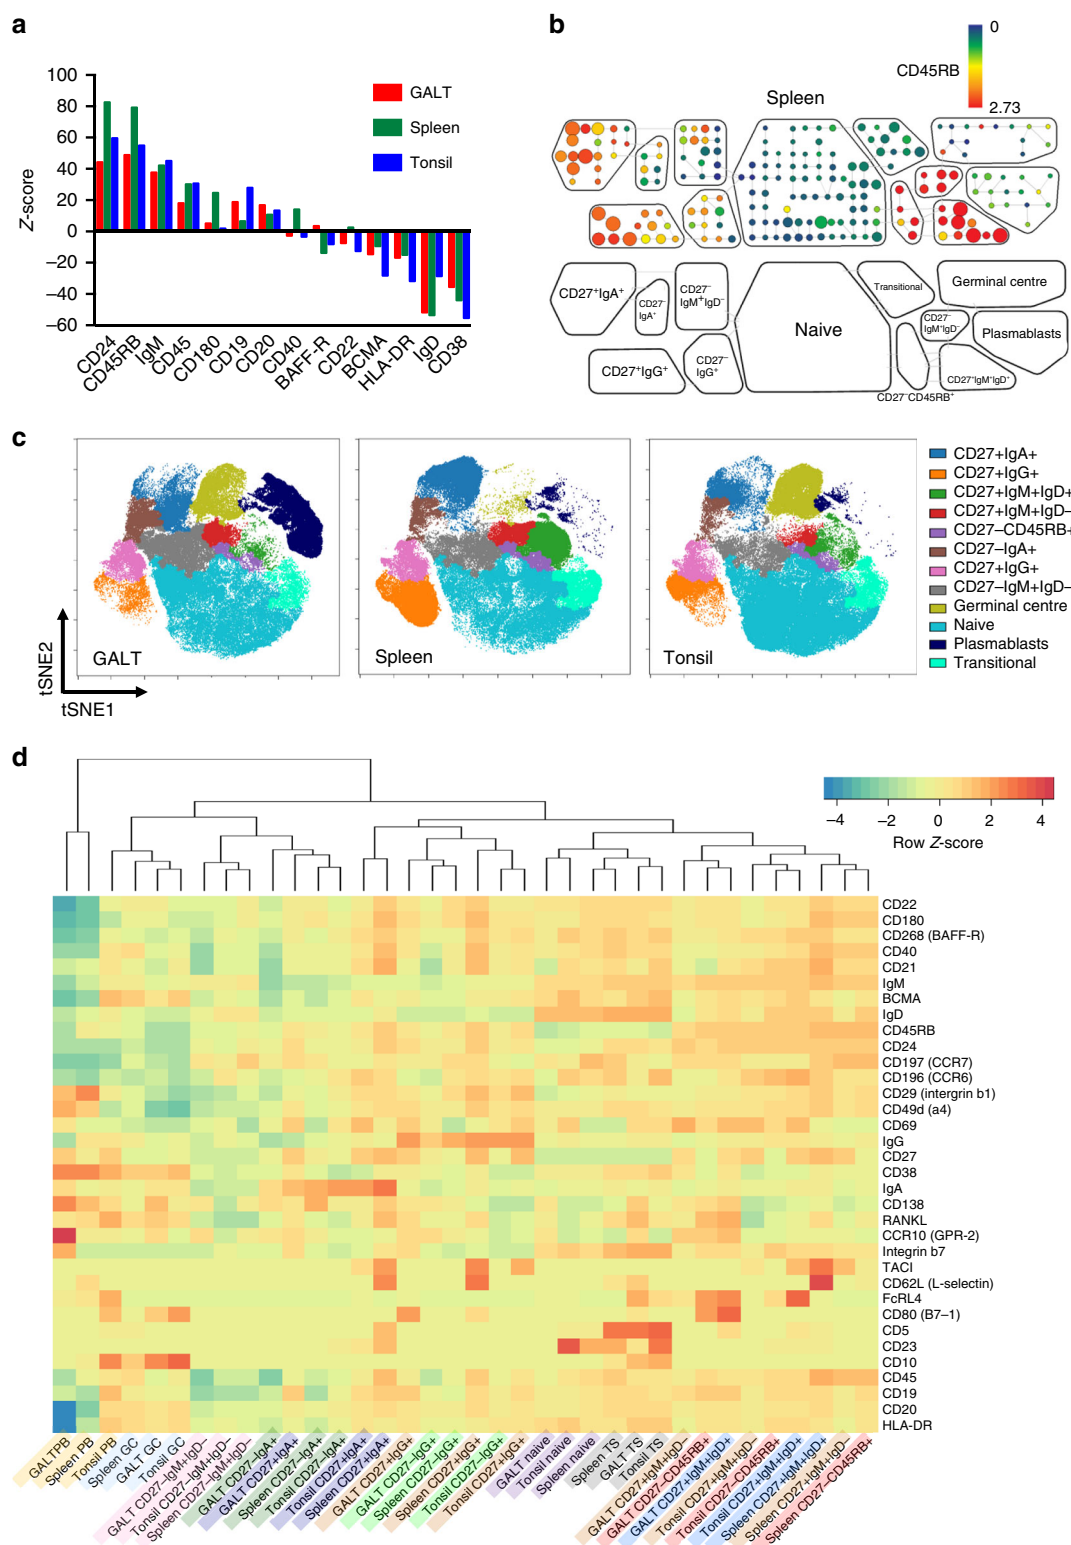 a
100
80
60
40
20
0
−20
−40
−60
Z-score
GALT
Spleen
Tonsil
CD24
CD45RB
IgM
CD45
CD180
CD19
CD20
CD40
BAFF-R
CD22
BCMA
HLA-DR
IgD
CD38
b
CD45RB
0
2.73
Spleen
CD27+IgA+
CD27−
IgA+
CD27−
IgM+IgD−
Naive
Transitional
Germinal centre
CD27−
IgM+IgD−
Plasmablasts
CD27+IgG+
CD27−
IgG+
CD27−CD45RB+
CD27+IgM+IgD+
c
GALT
Spleen
Tonsil
tSNE2
tSNE1
CD27+IgA+
CD27+IgG+
CD27+IgM+IgD+
CD27+IgM+IgD−
CD27−CD45RB+
CD27−IgA+
CD27+IgG+
CD27−IgM+IgD−
Germinal centre
Naive
Plasmablasts
Transitional
d
−4 −2 0 2 4
Row Z-score
CD22
CD180
CD268 (BAFF-R)
CD40
CD21
IgM
BCMA
IgD
CD45RB
CD24
CD197 (CCR7)
CD196 (CCR6)
CD29 (intergrin b1)
CD49d (a4)
CD69
IgG
CD27
CD38
IgA
CD138
RANKL
CCR10 (GPR-2)
Integrin b7
TACI
CD62L (L-selectin)
FcRL4
CD80 (B7–1)
CD5
CD23
CD10
CD45
CD19
CD20
HLA-DR
GALTPB
Spleen PB
Tonsil PB
Spleen GC
GALT GC
Tonsil GC
GALT CD27–IgM+IgD–
Tonsil CD27–IgM+IgD–
Spleen CD27–IgM+IgD–
GALT CD27–IgA+
GALT CD27+IgA+
Spleen CD27–IgA+
Tonsil CD27–IgA+
Tonsil CD27+IgA+
Spleen CD27+IgA+
GALT CD27+IgG+
GALT CD27–IgG+
Spleen CD27–IgG+
Spleen CD27+IgG+
Tonsil CD27–IgG+
Tonsil CD27+IgG+
GALT naive
Tonsil naive
Spleen naive
Spleen TS
GALT TS
Tonsil TS
GALT CD27+IgM+IgD–
GALT CD27–CD45RB+
GALT CD27+IgM+IgD+
Tonsil CD27+IgM+IgD–
Tonsil CD27–CD45RB+
Tonsil CD27+IgM+IgD+
Spleen CD27+IgM+IgD+
Spleen CD27+IgM+IgD–
Spleen CD27–CD45RB+